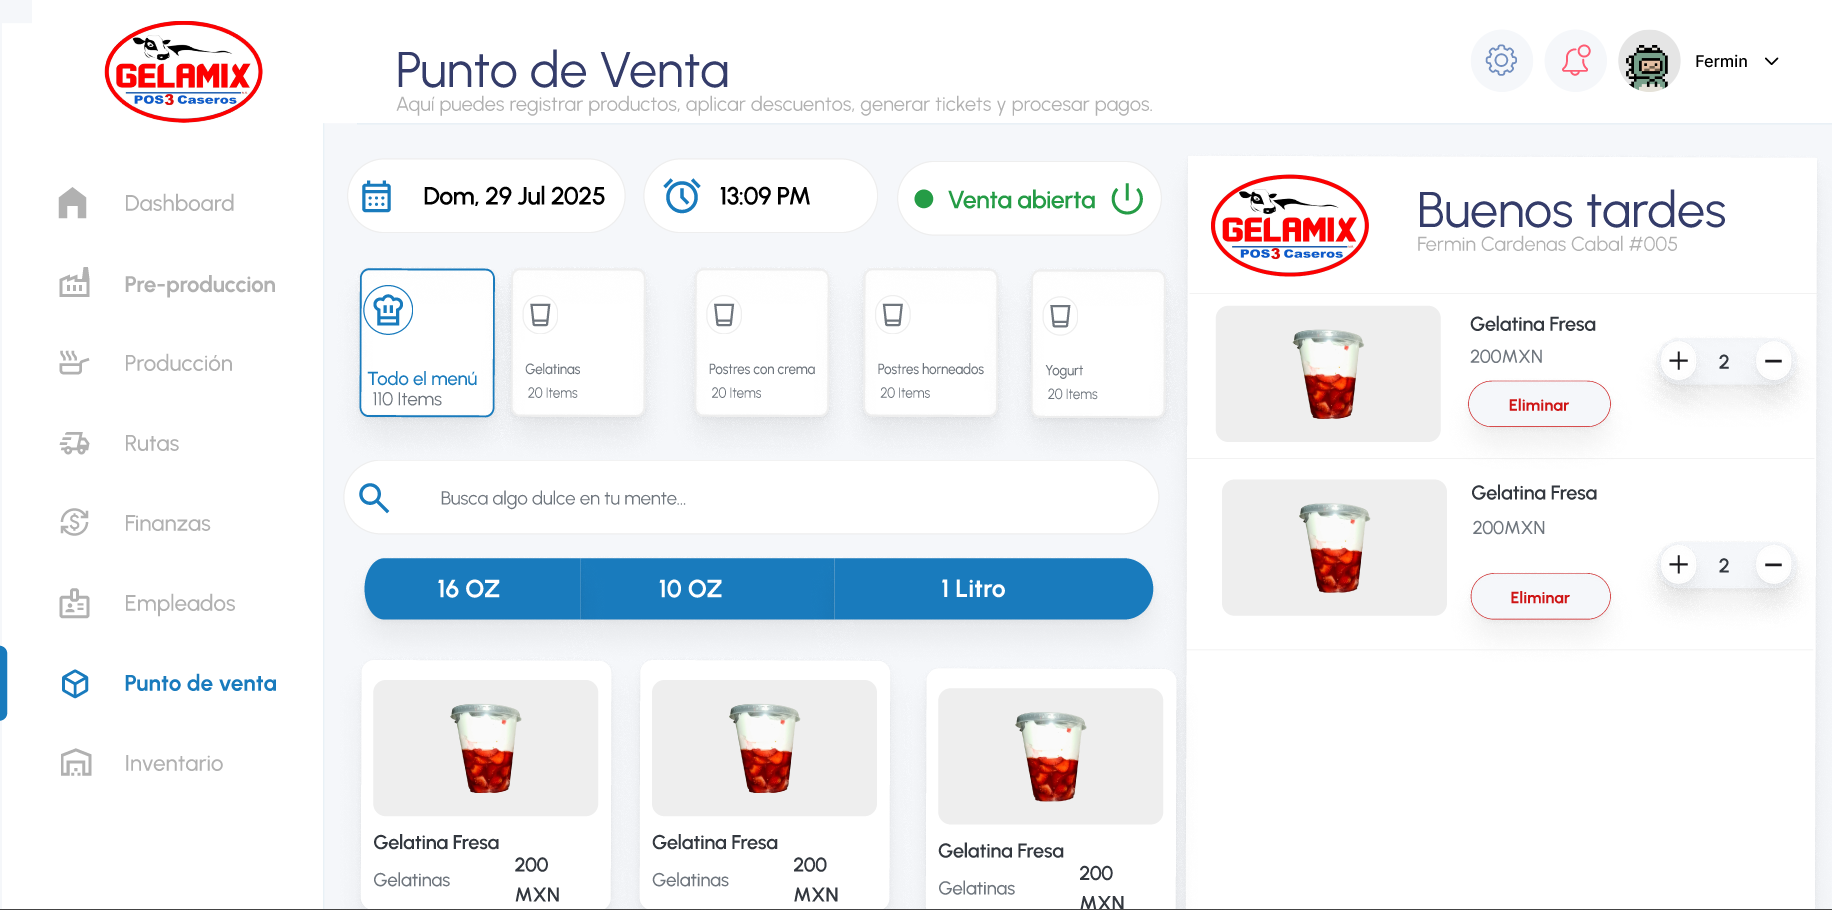 GELAMIX
POS3 Caseros
Punto de Venta
Aquí puedes registrar productos, aplicar descuentos, generar tickets y procesar pagos.
Fermin
Dashboard
Pre-produccion
Producción
Rutas
Finanzas
Empleados
Punto de venta
Inventario
Dom, 29 Jul 2025
13:09 PM
Venta abierta
Todo el menú
110 Items
Gelatinas
20 Items
Postres con crema
20 Items
Postres horneados
20 Items
Yogurt
20 Items
Busca algo dulce en tu mente...
16 OZ
10 OZ
1 Litro
Gelatina Fresa
Gelatinas
200
MXN
Gelatina Fresa
Gelatinas
200
MXN
Gelatina Fresa
Gelatinas
200
MXN
GELAMIX
POS3 Caseros
Buenos tardes
Fermin Cardenas Cabal #005
Gelatina Fresa
200MXN
Eliminar
+ 2 −
Gelatina Fresa
200MXN
Eliminar
+ 2 −